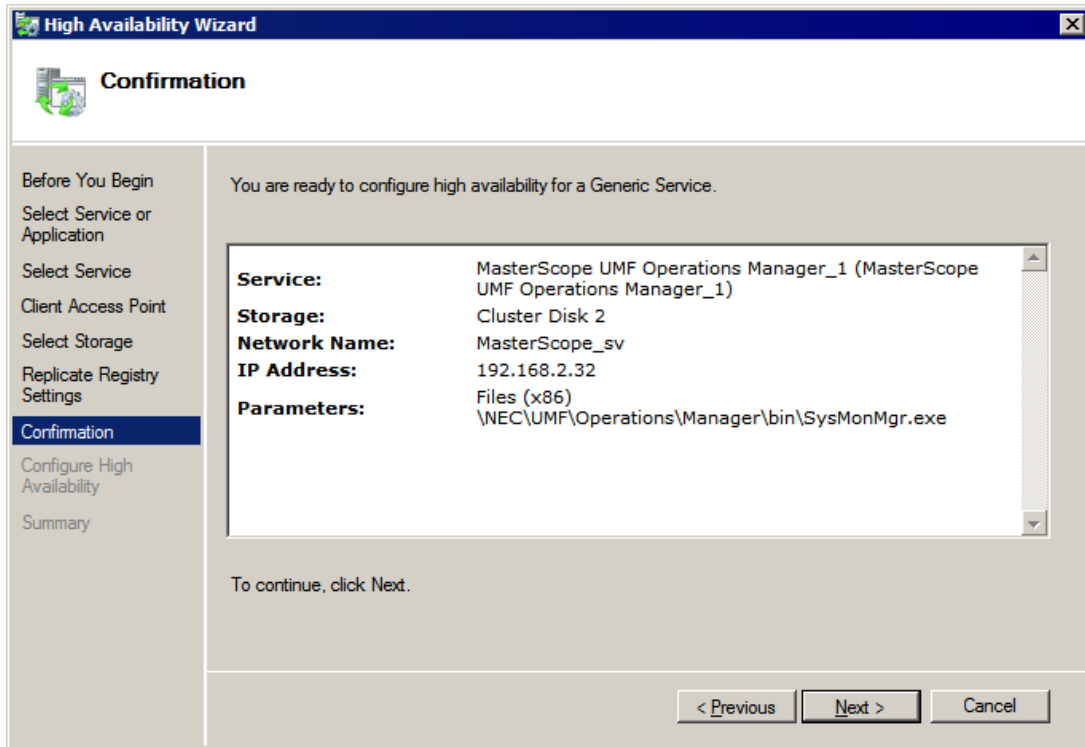 High Availability Wizard
Confirmation
Before You Begin
Select Service or
Application
Select Service
Client Access Point
Select Storage
Replicate Registry
Settings
Confirmation
Configure High
Availability
Summary
You are ready to configure high availability for a Generic Service.
Service: MasterScope UMF Operations Manager_1 (MasterScope
UMF Operations Manager_1)
Storage: Cluster Disk 2
Network Name: MasterScope_sv
IP Address: 192.168.2.32
Parameters: Files (x86)
\NEC\UMF\Operations\Manager\bin\SysMonMgr.exe
To continue, click Next.
< Previous Next > Cancel